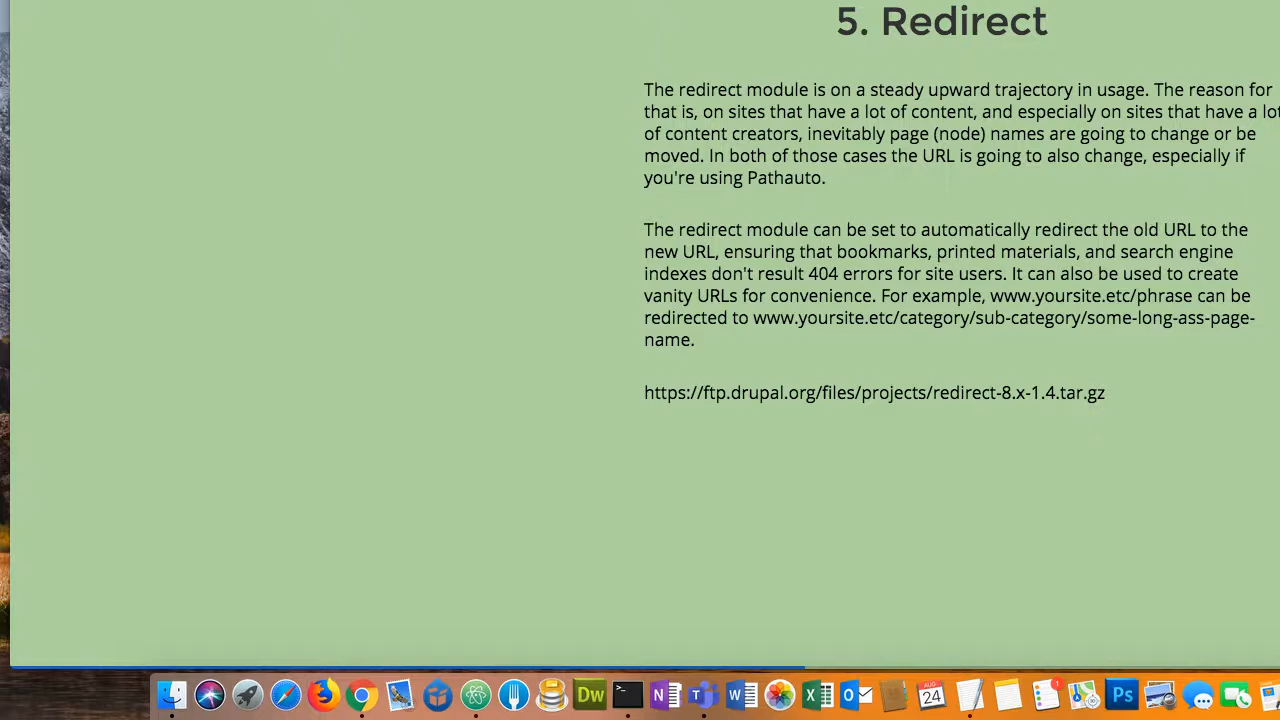 5. Redirect
The redirect module is on a steady upward trajectory in usage. The reason for
that is, on sites that have a lot of content, and especially on sites that have a lot
of content creators, inevitably page (node) names are going to change or be
moved. In both of those cases the URL is going to also change, especially if
you're using Pathauto.
The redirect module can be set to automatically redirect the old URL to the
new URL, ensuring that bookmarks, printed materials, and search engine
indexes don't result 404 errors for site users. It can also be used to create
vanity URLs for convenience. For example, www.yoursite.etc/phrase can be
redirected to www.yoursite.etc/category/sub-category/some-long-ass-page-
name.
https://ftp.drupal.org/files/projects/redirect-8.x-1.4.tar.gz
Dw
>_
N
T
W
X
O
AUG
24
1
Ps